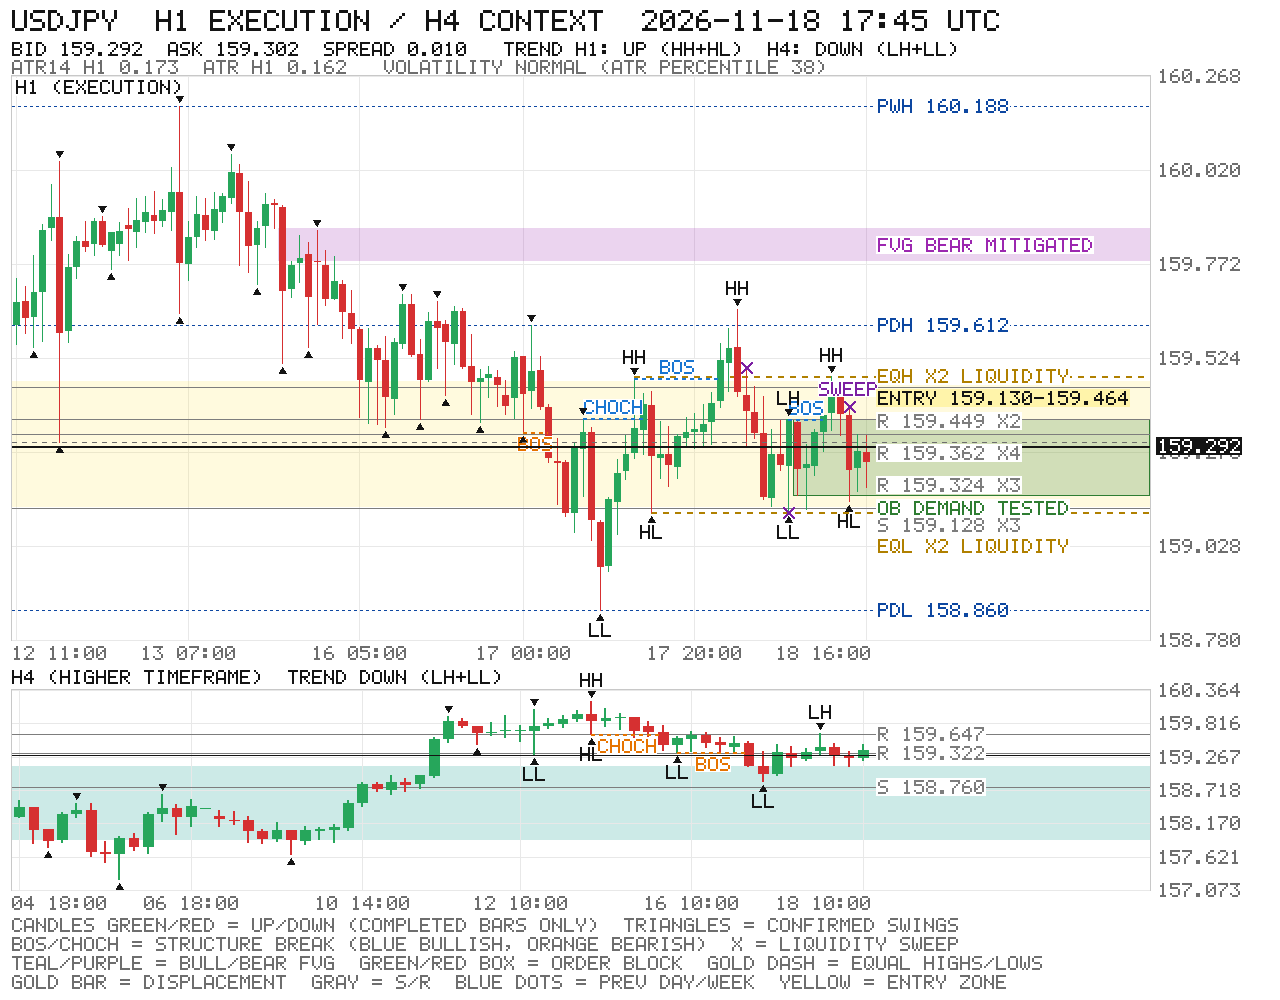 USDJPY H1 EXECUTION / H4 CONTEXT 2026-11-18 17:45 UTC
BID 159.292 ASK 159.302 SPREAD 0.010 TREND H1: UP (HH+HL) H4: DOWN (LH+LL)
ATR14 H1 0.173 ATR H1 0.162 VOLATILITY NORMAL (ATR PERCENTILE 38)
H1 (EXECUTION)
160.268
PWH 160.188
160.020
FVG BEAR MITIGATED
159.772
HH
PDH 159.612
HH
BOS
HH
159.524
EQH X2 LIQUIDITY
SWEEP
LH
ENTRY 159.130-159.464
CHOCH
BOS
R 159.449 X2
BOS
159.292
R 159.362 X4
R 159.324 X3
OB DEMAND TESTED
HL
LL
HL
S 159.128 X3
EQL X2 LIQUIDITY
159.028
PDL 158.860
LL
158.780
12 11:00 13 07:00 16 05:00 17 00:00 17 20:00 18 16:00
H4 (HIGHER TIMEFRAME) TREND DOWN (LH+LL)
HH
160.364
LH
159.816
R 159.647
CHOCH
HL
R 159.322
159.267
BOS
LL
LL
S 158.760
158.718
LL
158.170
157.621
157.073
04 18:00 06 18:00 10 14:00 12 10:00 16 10:00 18 10:00
CANDLES GREEN/RED = UP/DOWN (COMPLETED BARS ONLY) TRIANGLES = CONFIRMED SWINGS
BOS/CHOCH = STRUCTURE BREAK (BLUE BULLISH, ORANGE BEARISH) X = LIQUIDITY SWEEP
TEAL/PURPLE = BULL/BEAR FVG GREEN/RED BOX = ORDER BLOCK GOLD DASH = EQUAL HIGHS/LOWS
GOLD BAR = DISPLACEMENT GRAY = S/R BLUE DOTS = PREV DAY/WEEK YELLOW = ENTRY ZONE